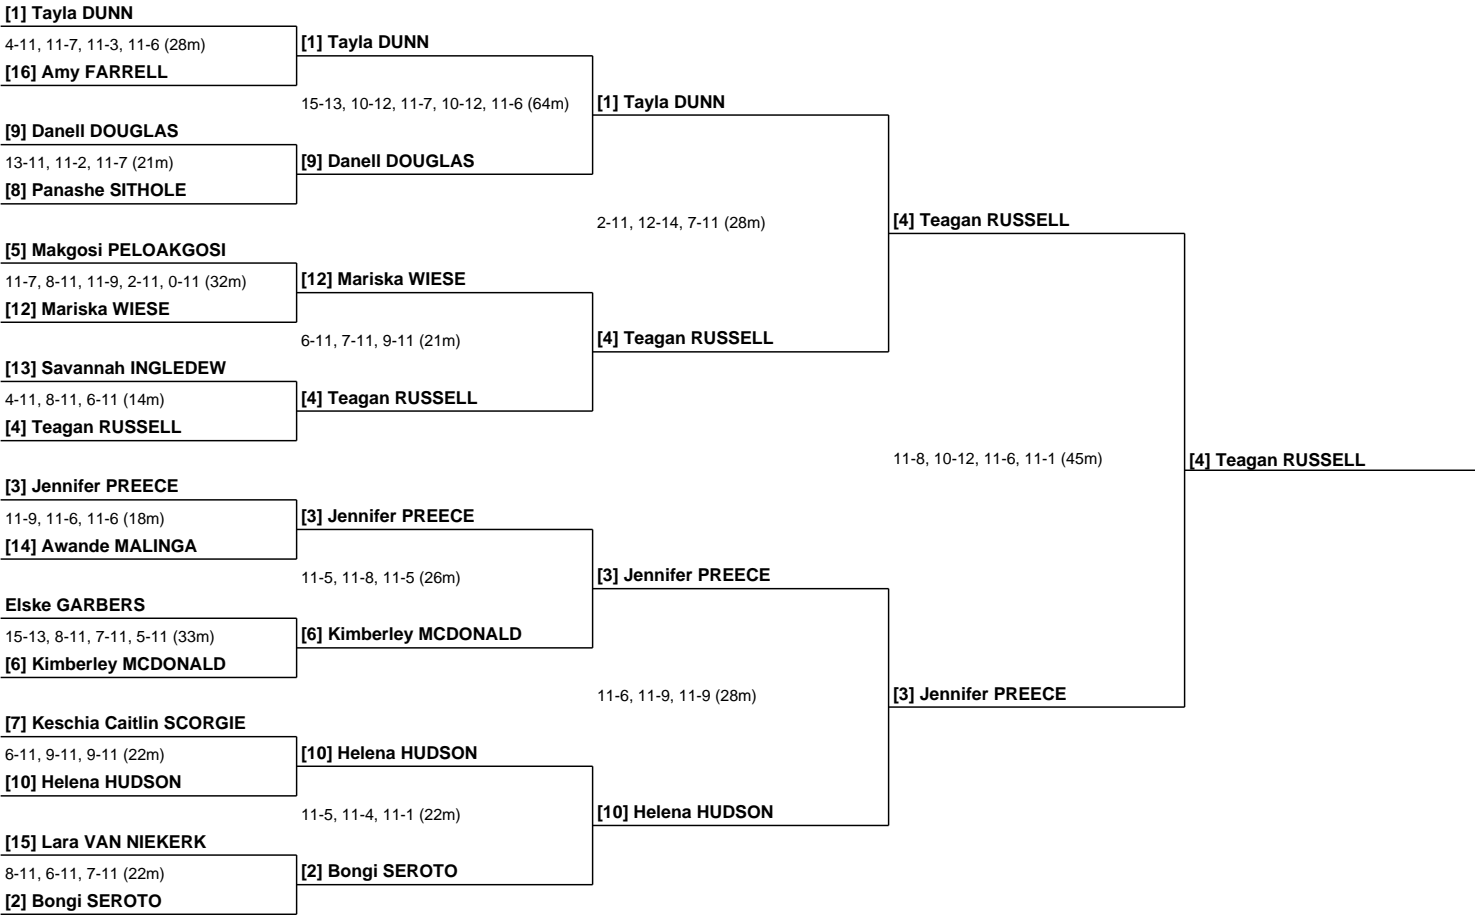 [1] Tayla DUNN
4-11, 11-7, 11-3, 11-6 (28m)
[16] Amy FARRELL
[9] Danell DOUGLAS
13-11, 11-2, 11-7 (21m)
[8] Panashe SITHOLE
[5] Makgosi PELOAKGOSI
11-7, 8-11, 11-9, 2-11, 0-11 (32m)
[12] Mariska WIESE
[13] Savannah INGLEDEW
4-11, 8-11, 6-11 (14m)
[4] Teagan RUSSELL
[3] Jennifer PREECE
11-9, 11-6, 11-6 (18m)
[14] Awande MALINGA
Elske GARBERS
15-13, 8-11, 7-11, 5-11 (33m)
[6] Kimberley MCDONALD
[7] Keschia Caitlin SCORGIE
6-11, 9-11, 9-11 (22m)
[10] Helena HUDSON
[15] Lara VAN NIEKERK
8-11, 6-11, 7-11 (22m)
[2] Bongi SEROTO
[1] Tayla DUNN
15-13, 10-12, 11-7, 10-12, 11-6 (64m)
[9] Danell DOUGLAS
[12] Mariska WIESE
6-11, 7-11, 9-11 (21m)
[4] Teagan RUSSELL
[3] Jennifer PREECE
11-5, 11-8, 11-5 (26m)
[6] Kimberley MCDONALD
[10] Helena HUDSON
11-5, 11-4, 11-1 (22m)
[2] Bongi SEROTO
[1] Tayla DUNN
2-11, 12-14, 7-11 (28m)
[4] Teagan RUSSELL
[3] Jennifer PREECE
11-6, 11-9, 11-9 (28m)
[10] Helena HUDSON
[4] Teagan RUSSELL
11-8, 10-12, 11-6, 11-1 (45m)
[3] Jennifer PREECE
[4] Teagan RUSSELL